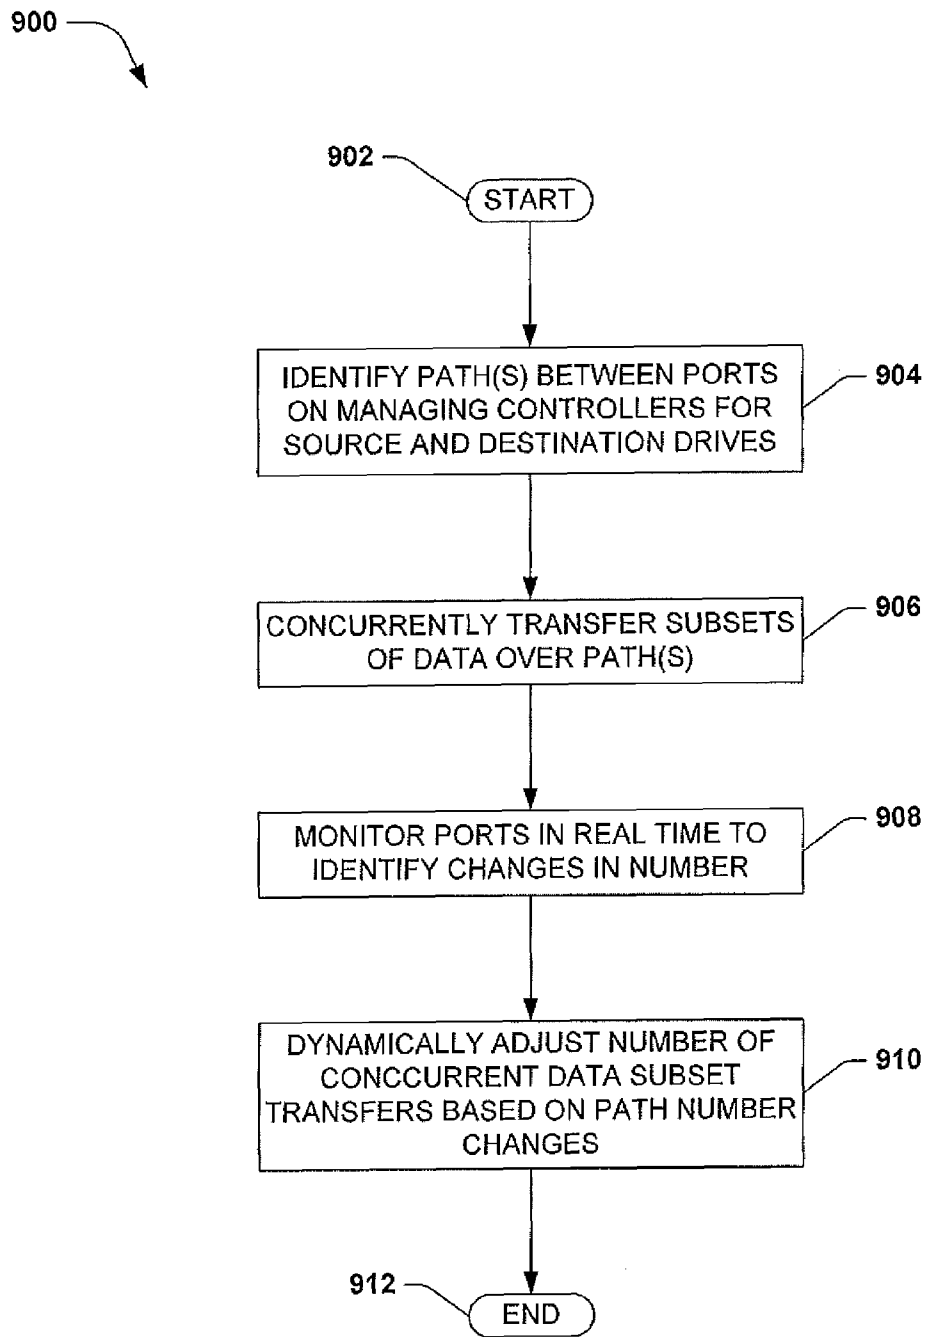 900
902
START
IDENTIFY PATH(S) BETWEEN PORTS
ON MANAGING CONTROLLERS FOR
SOURCE AND DESTINATION DRIVES
904
CONCURRENTLY TRANSFER SUBSETS
OF DATA OVER PATH(S)
906
MONITOR PORTS IN REAL TIME TO
IDENTIFY CHANGES IN NUMBER
908
DYNAMICALLY ADJUST NUMBER OF
CONCCURRENT DATA SUBSET
TRANSFERS BASED ON PATH NUMBER
CHANGES
910
912
END